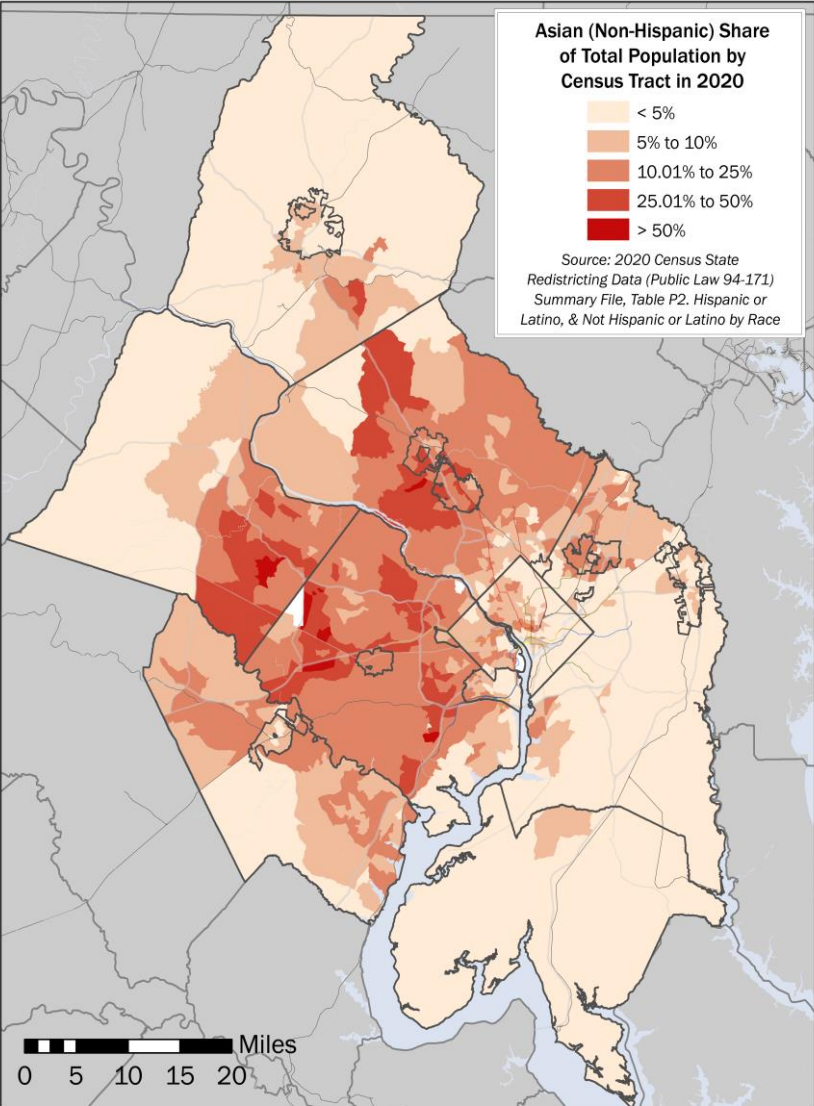 Asian (Non-Hispanic) Share
of Total Population by
Census Tract in 2020
< 5%
5% to 10%
10.01% to 25%
25.01% to 50%
> 50%
Source: 2020 Census State
Redistricting Data (Public Law 94-171)
Summary File, Table P2. Hispanic or
Latino, & Not Hispanic or Latino by Race
Miles
0 5 10 15 20